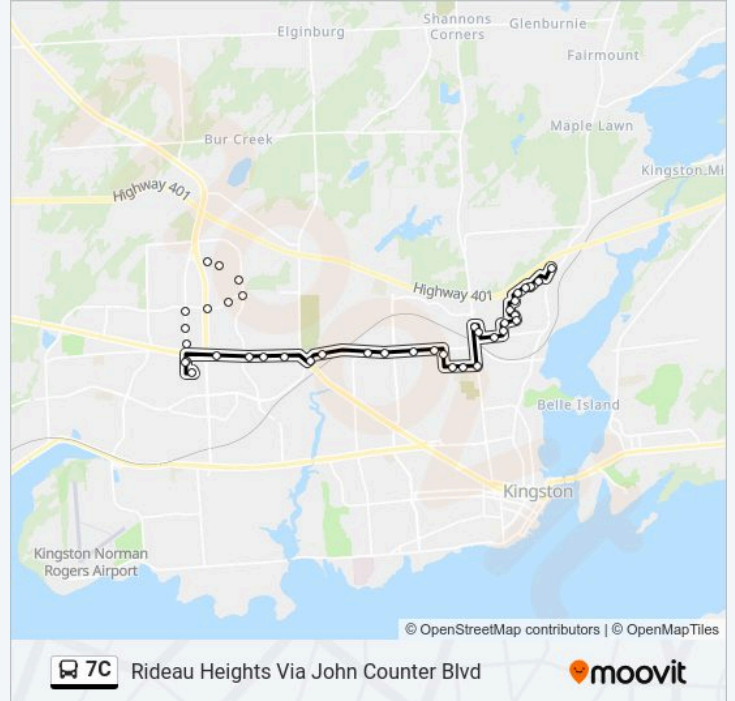 Shannons
Corners
Glenburnie
Elginburg
Fairmount
Bur Creek
Maple Lawn
Kingston Mi
Highway 401
Highway 401
Belle Island
Kingston
Kingston Norman
Rogers Airport
© OpenStreetMap contributors | © OpenMapTiles
7C Rideau Heights Via John Counter Blvd
moovit